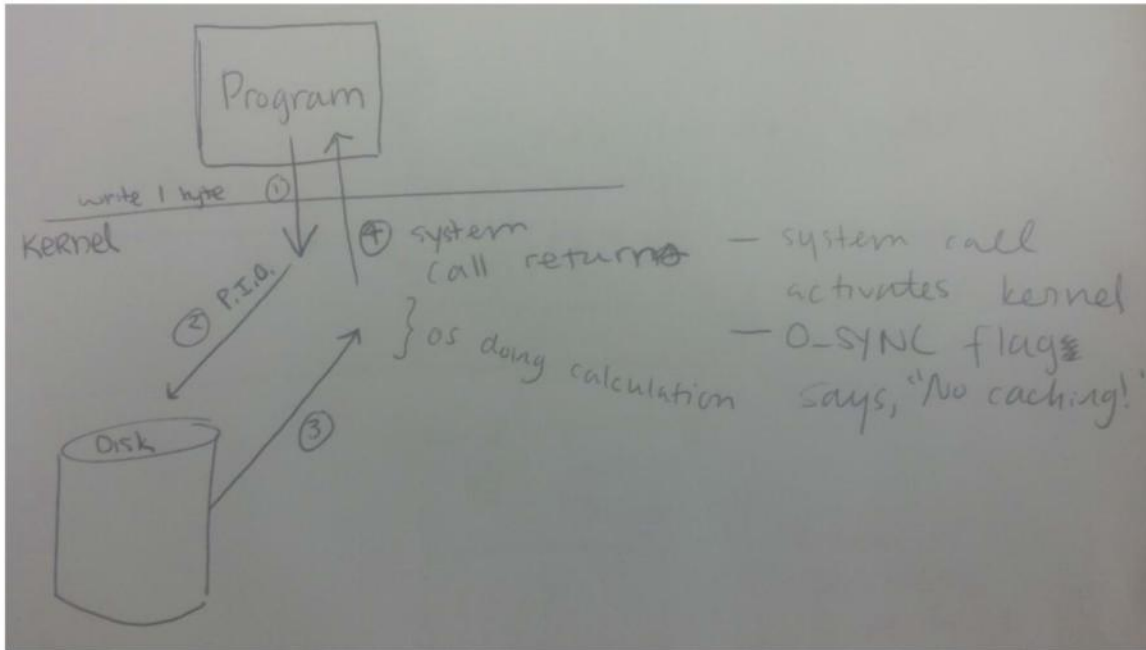 Program
write 1 byte ①
Kernel
② P.I.O.
④ system
call return
} os doing calculation
③
Disk
– system call
activates kernel
– O_SYNC flag
says, "No caching!"